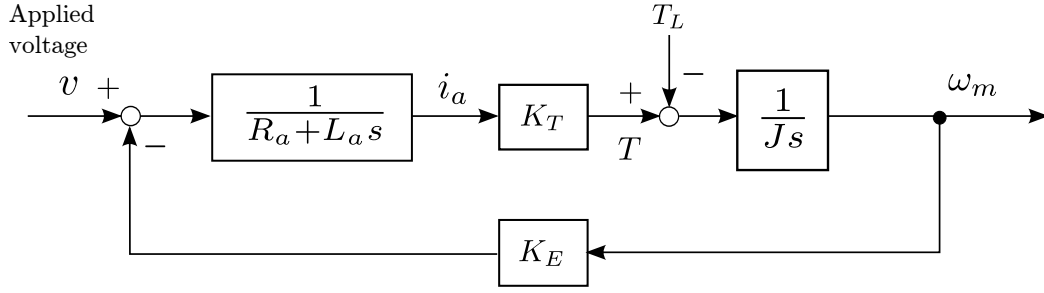 Applied
voltage
v + −
1
R_a+L_a s
i_a
K_T
+
T
T_L
−
1
Js
ω_m
K_E